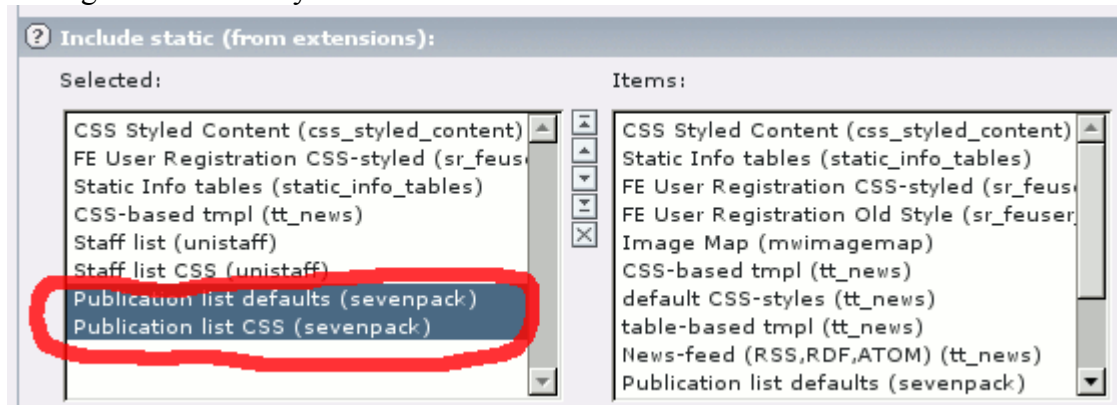 Include static (from extensions):
Selected:
Items:
CSS Styled Content (css_styled_content)
FE User Registration CSS-styled (sr_feuse
Static Info tables (static_info_tables)
CSS-based tmpl (tt_news)
Staff list (unistaff)
Staff list CSS (unistaff)
Publication list defaults (sevenpack)
Publication list CSS (sevenpack)
CSS Styled Content (css_styled_content)
Static Info tables (static_info_tables)
FE User Registration CSS-styled (sr_feuse
FE User Registration Old Style (sr_feuser_
Image Map (mwimagemap)
CSS-based tmpl (tt_news)
default CSS-styles (tt_news)
table-based tmpl (tt_news)
News-feed (RSS,RDF,ATOM) (tt_news)
Publication list defaults (sevenpack)